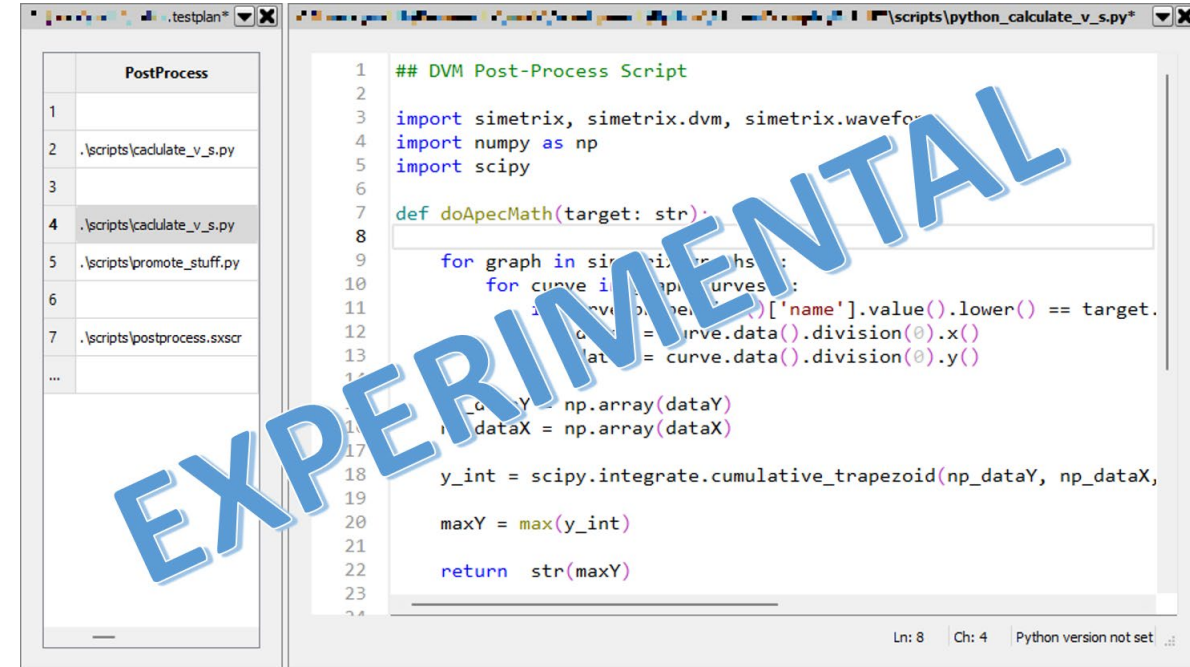 .testplan*
\scripts\python_calculate_v_s.py*
PostProcess
1
2 .\scripts\caclulate_v_s.py
3
4 .\scripts\caclulate_v_s.py
5 .\scripts\promote_stuff.py
6
7 .\scripts\postprocess.sxscr
...
1 ## DVM Post-Process Script
2
3 import simetrix, simetrix.dvm, simetrix.
4 import numpy as np
5 import scipy
6
7 def doApecMath(target: str):
8
9 for graph in
10 for curve in
11 ['name'].value().lower() == target.
12 = curve.data().division(0).x()
13 = curve.data().division(0).y()
= np.array(dataY)
= np.array(dataX)
17
18 y_int = scipy.integrate.cumulative_trapezoid(np_dataY, np_dataX,
19
20 maxY = max(y_int)
21
22 return str(maxY)
23
24
EXPERIMENTAL
Ln: 8 Ch: 4 Python version not set